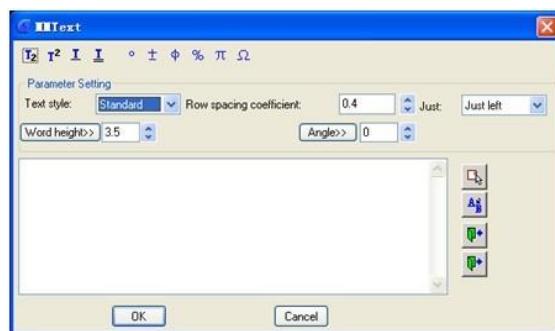 MMText
T₂ T² I I ° ± ϕ % π Ω
Parameter Setting
Text style: Standard Row spacing coefficient: 0.4 Just: Just left
Word height>> 3.5 Angle>> 0
OK Cancel